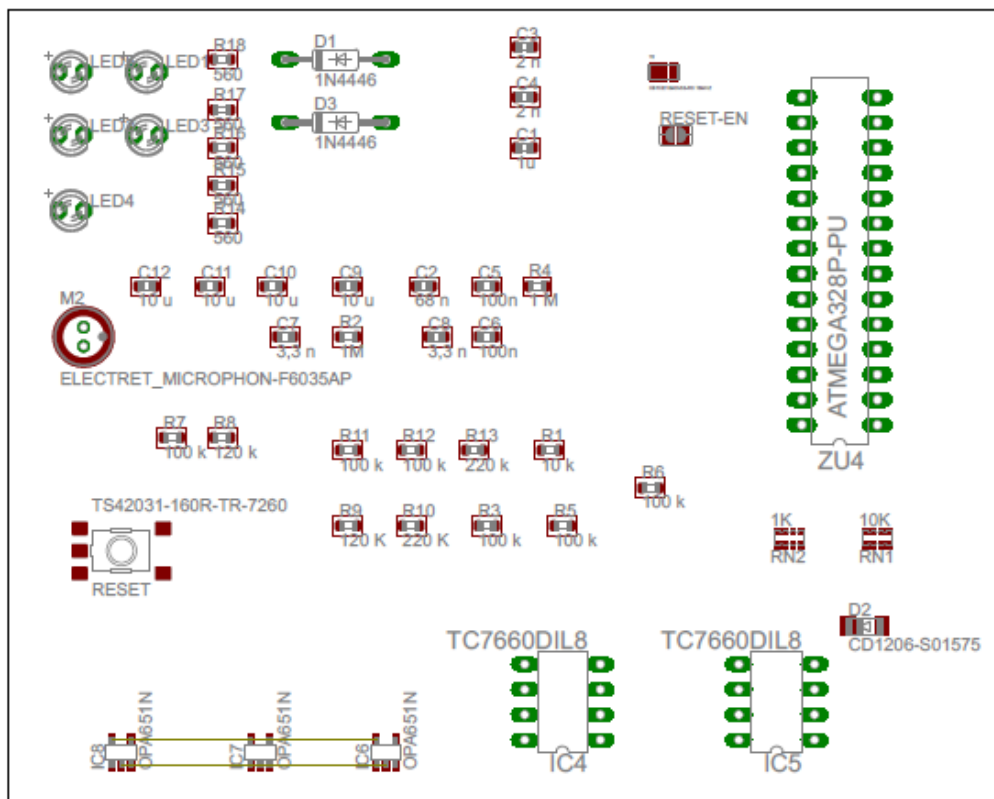 R18
560
D1
1N4446
C3
2 n
LED1
R17
C4
2 n
RESET-EN
D3
1N4446
LED3
R16
C1
1u
R15
LED4
R14
560
C12
10 u
C11
10 u
C10
10 u
C9
10 u
C2
68 n
C5
100n
R4
1 M
M2
C7
3,3 n
R2
1M
C8
3,3 n
C6
100n
ELECTRET_MICROPHON-F6035AP
ATMEGA328P-PU
ZU4
R7
100 k
R8
120 k
R11
100 k
R12
100 k
R13
220 k
R1
10 k
R6
100 k
TS42031-160R-TR-7260
RESET
R9
120 K
R10
220 K
R3
100 k
R5
100 k
1K
RN2
10K
RN1
D2
CD1206-S01575
TC7660DIL8
IC4
TC7660DIL8
IC5
IC8
OPA651N
IC7
OPA651N
IC6
OPA651N